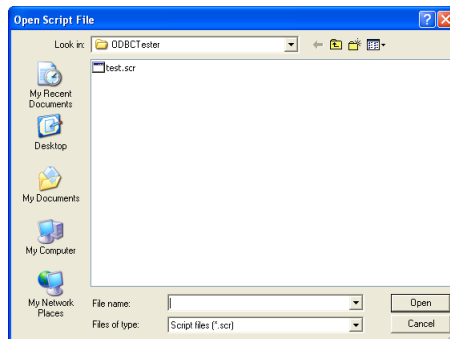 Open Script File
Look in: ODBCTester
test.scr
My Recent
Documents
Desktop
My Documents
My Computer
My Network
Places
File name:
Open
Files of type: Script files (*.scr)
Cancel